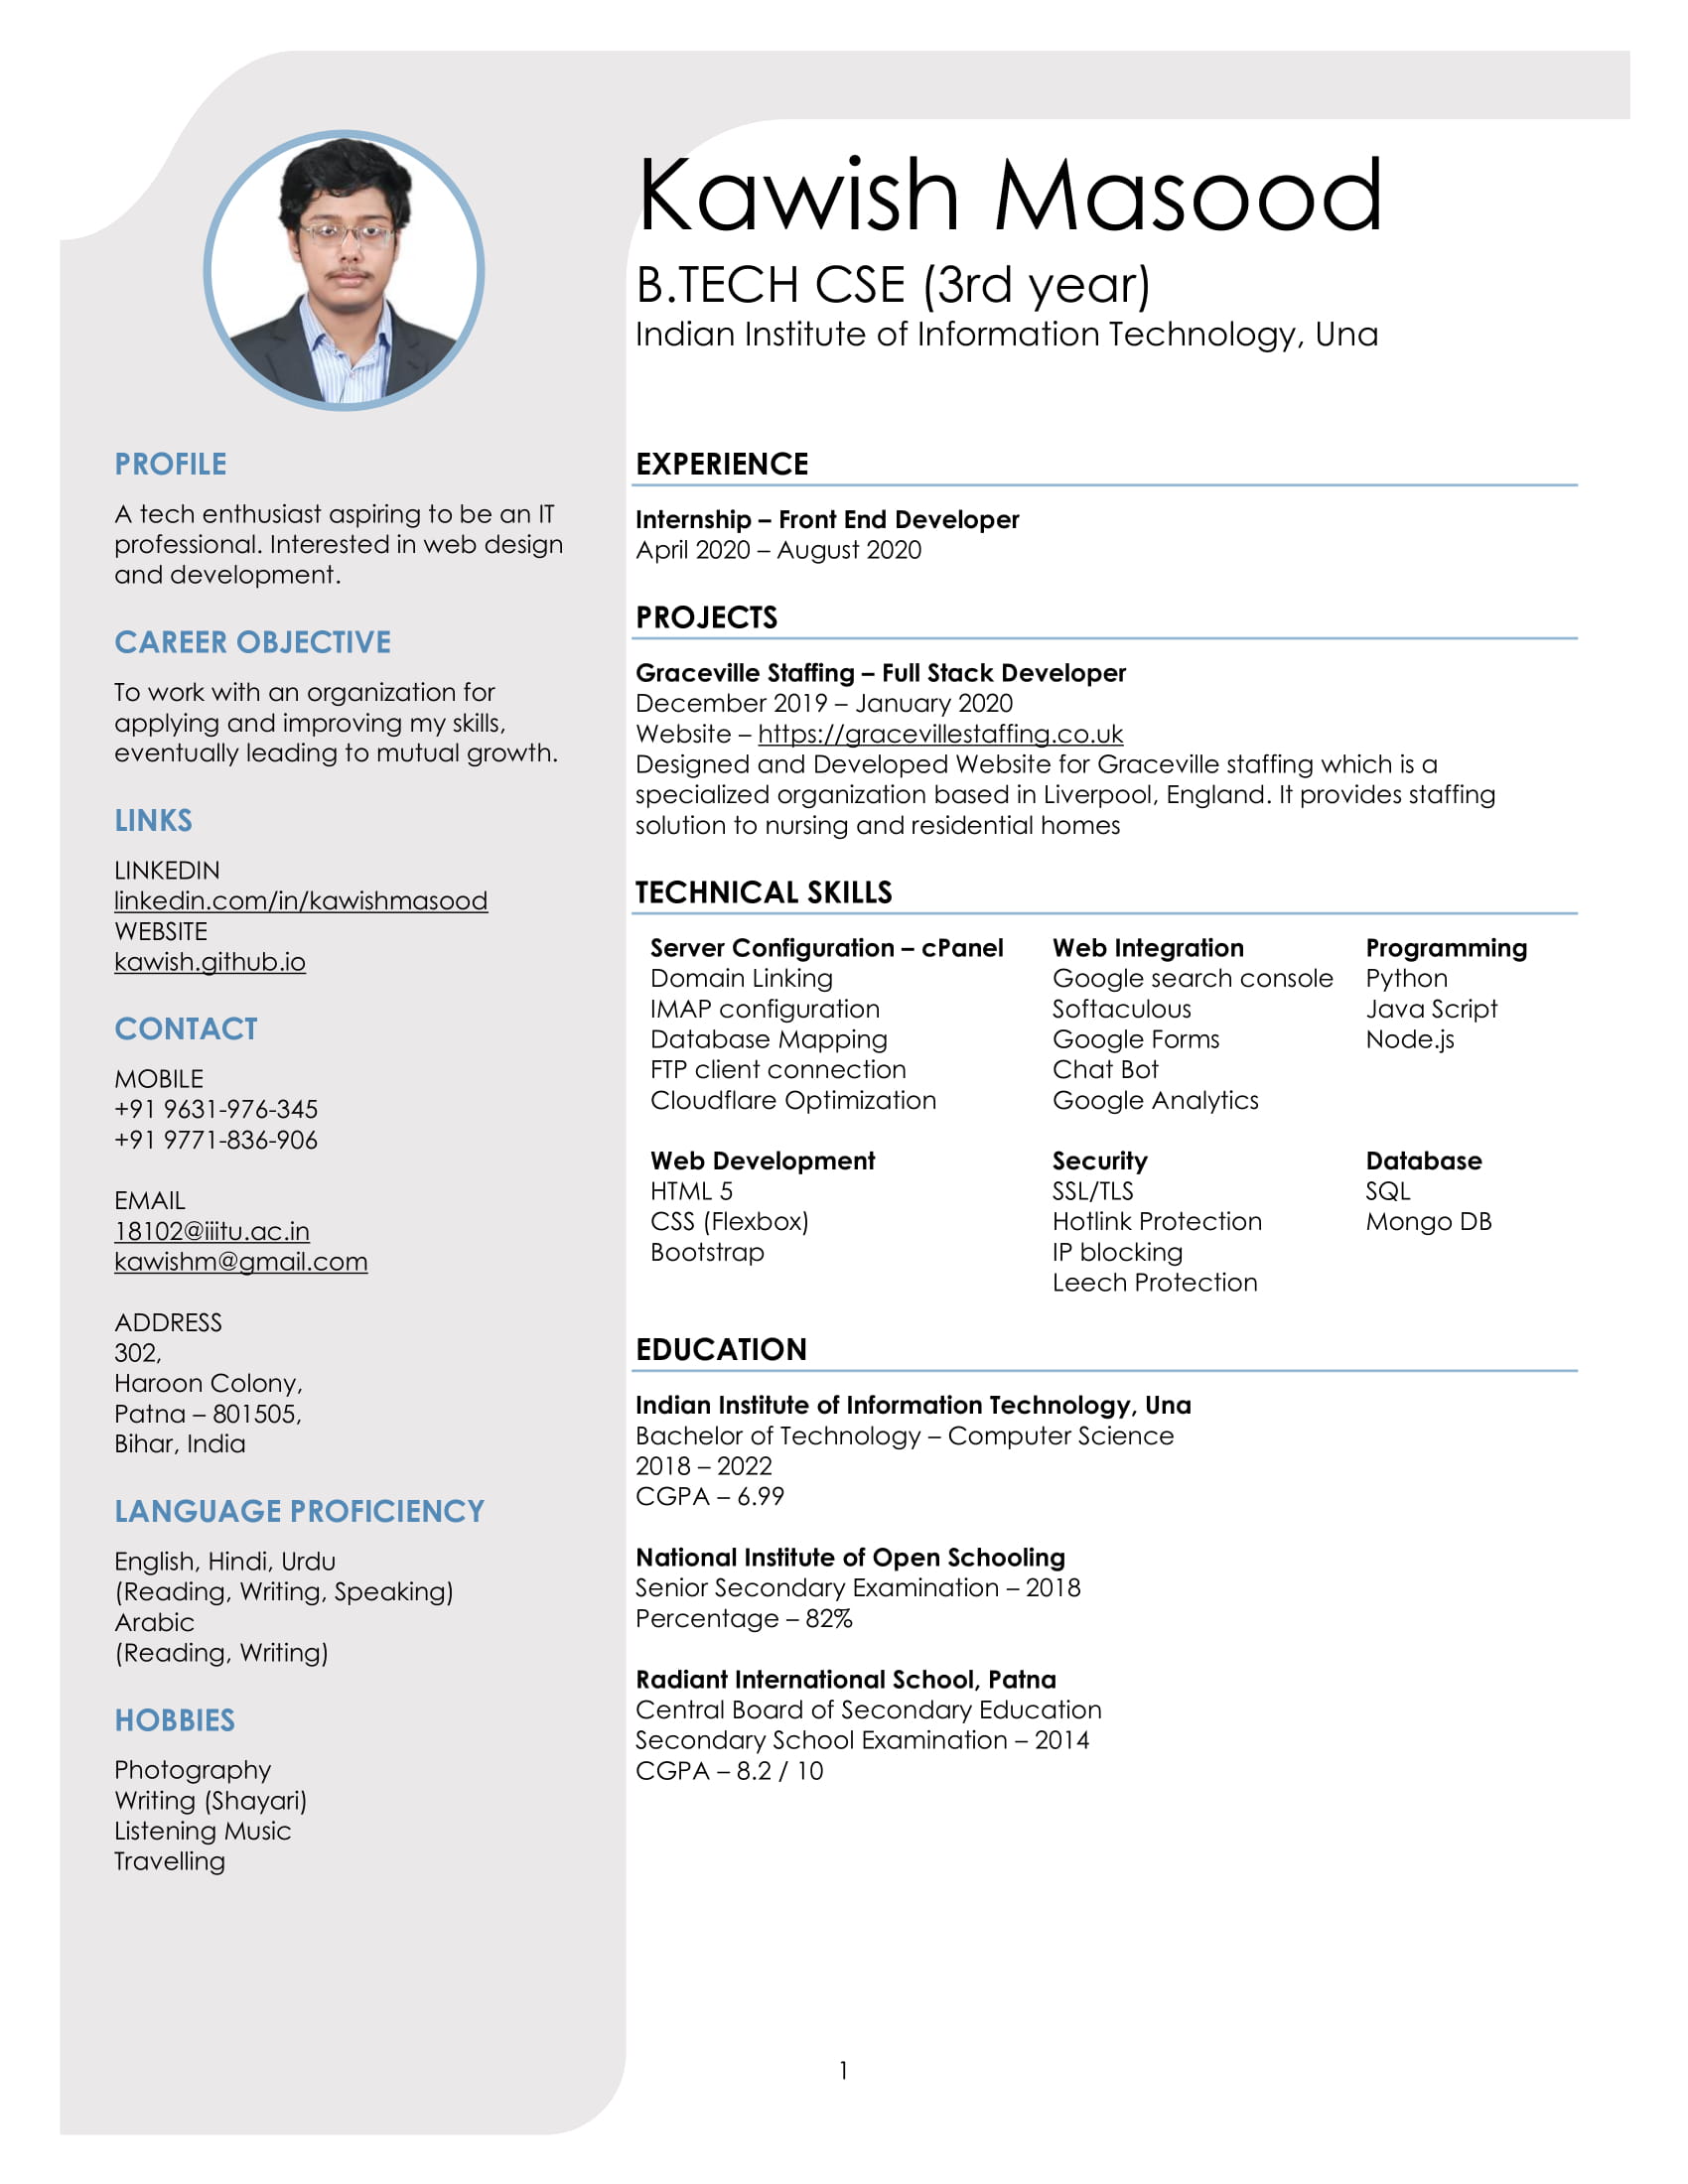 Kawish Masood
B.TECH CSE (3rd year)
Indian Institute of Information Technology, Una
PROFILE
A tech enthusiast aspiring to be an IT
professional. Interested in web design
and development.
CAREER OBJECTIVE
To work with an organization for
applying and improving my skills,
eventually leading to mutual growth.
LINKS
LINKEDIN
linkedin.com/in/kawishmasood
WEBSITE
kawish.github.io
CONTACT
MOBILE
+91 9631-976-345
+91 9771-836-906
EMAIL
18102@iiitu.ac.in
kawishm@gmail.com
ADDRESS
302,
Haroon Colony,
Patna – 801505,
Bihar, India
LANGUAGE PROFICIENCY
English, Hindi, Urdu
(Reading, Writing, Speaking)
Arabic
(Reading, Writing)
HOBBIES
Photography
Writing (Shayari)
Listening Music
Travelling
EXPERIENCE
Internship – Front End Developer
April 2020 – August 2020
PROJECTS
Graceville Staffing – Full Stack Developer
December 2019 – January 2020
Website – https://gracevillestaffing.co.uk
Designed and Developed Website for Graceville staffing which is a
specialized organization based in Liverpool, England. It provides staffing
solution to nursing and residential homes
TECHNICAL SKILLS
Server Configuration – cPanel
Domain Linking
IMAP configuration
Database Mapping
FTP client connection
Cloudflare Optimization
Web Integration
Google search console
Softaculous
Google Forms
Chat Bot
Google Analytics
Programming
Python
Java Script
Node.js
Web Development
HTML 5
CSS (Flexbox)
Bootstrap
Security
SSL/TLS
Hotlink Protection
IP blocking
Leech Protection
Database
SQL
Mongo DB
EDUCATION
Indian Institute of Information Technology, Una
Bachelor of Technology – Computer Science
2018 – 2022
CGPA – 6.99
National Institute of Open Schooling
Senior Secondary Examination – 2018
Percentage – 82%
Radiant International School, Patna
Central Board of Secondary Education
Secondary School Examination – 2014
CGPA – 8.2 / 10
1